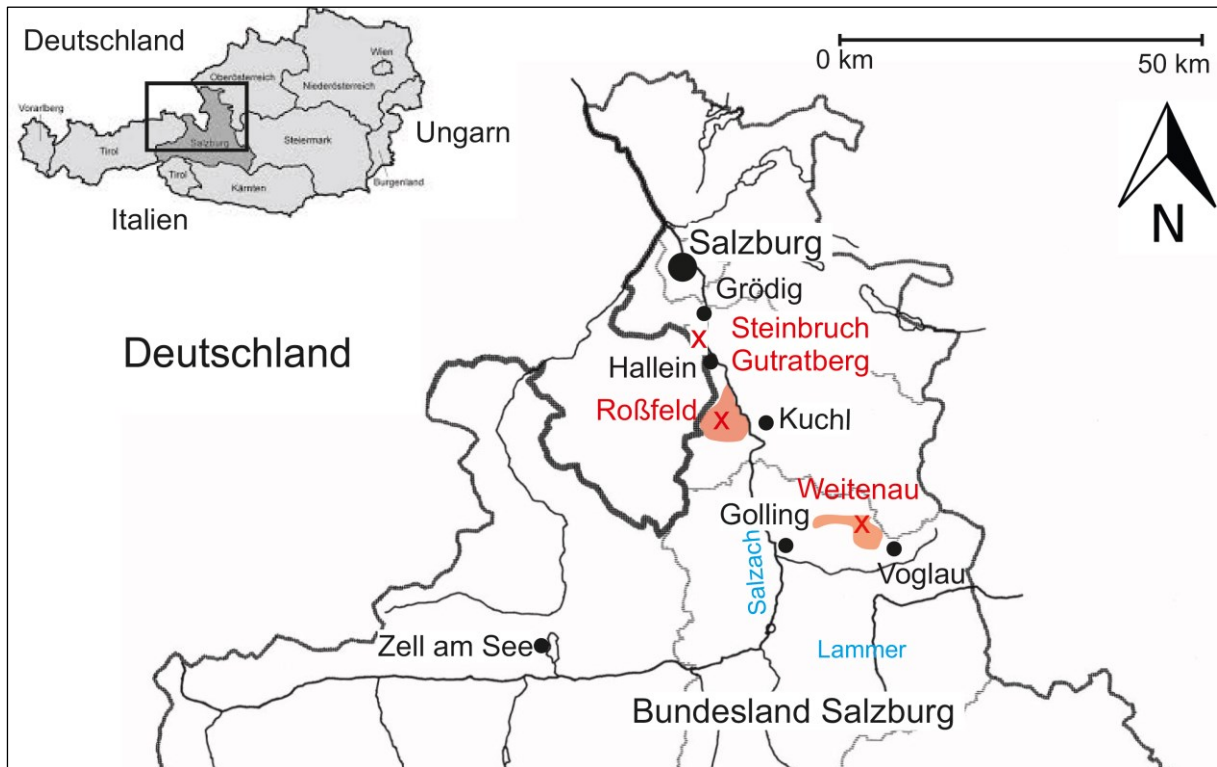 Deutschland
Wien
Oberösterreich
Niederösterreich
Vorarlberg
Tirol
Salzburg
Steiermark
Ungarn
Tirol
Kärnten
Burgenland
Italien
0 km
50 km
N
Salzburg
Grödig
Steinbruch
Gutratberg
Deutschland
Hallein
Roßfeld
x
x
Kuchl
Weitenau
x
Golling
Voglau
Salzach
Zell am See
Lammer
Bundesland Salzburg